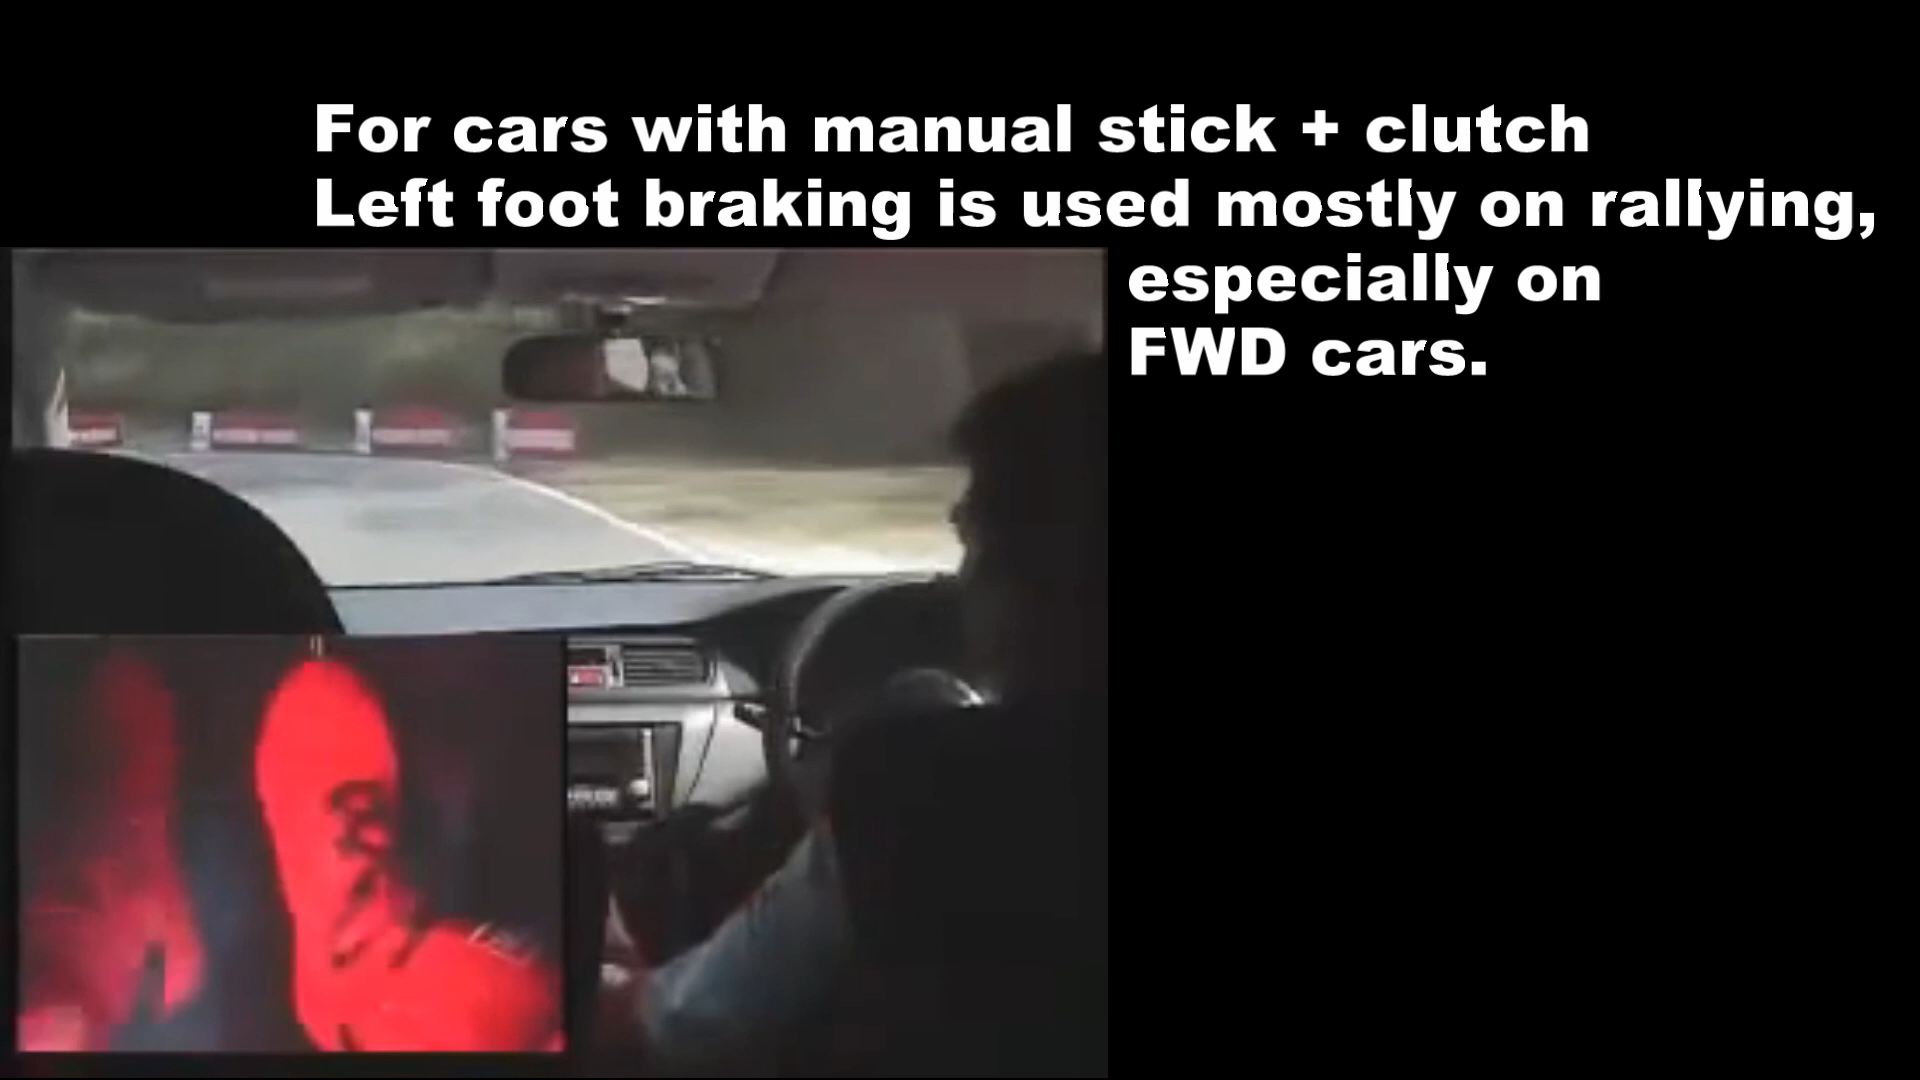 For cars with manual stick + clutch
Left foot braking is used mostly on rallying,
especially on
FWD cars.